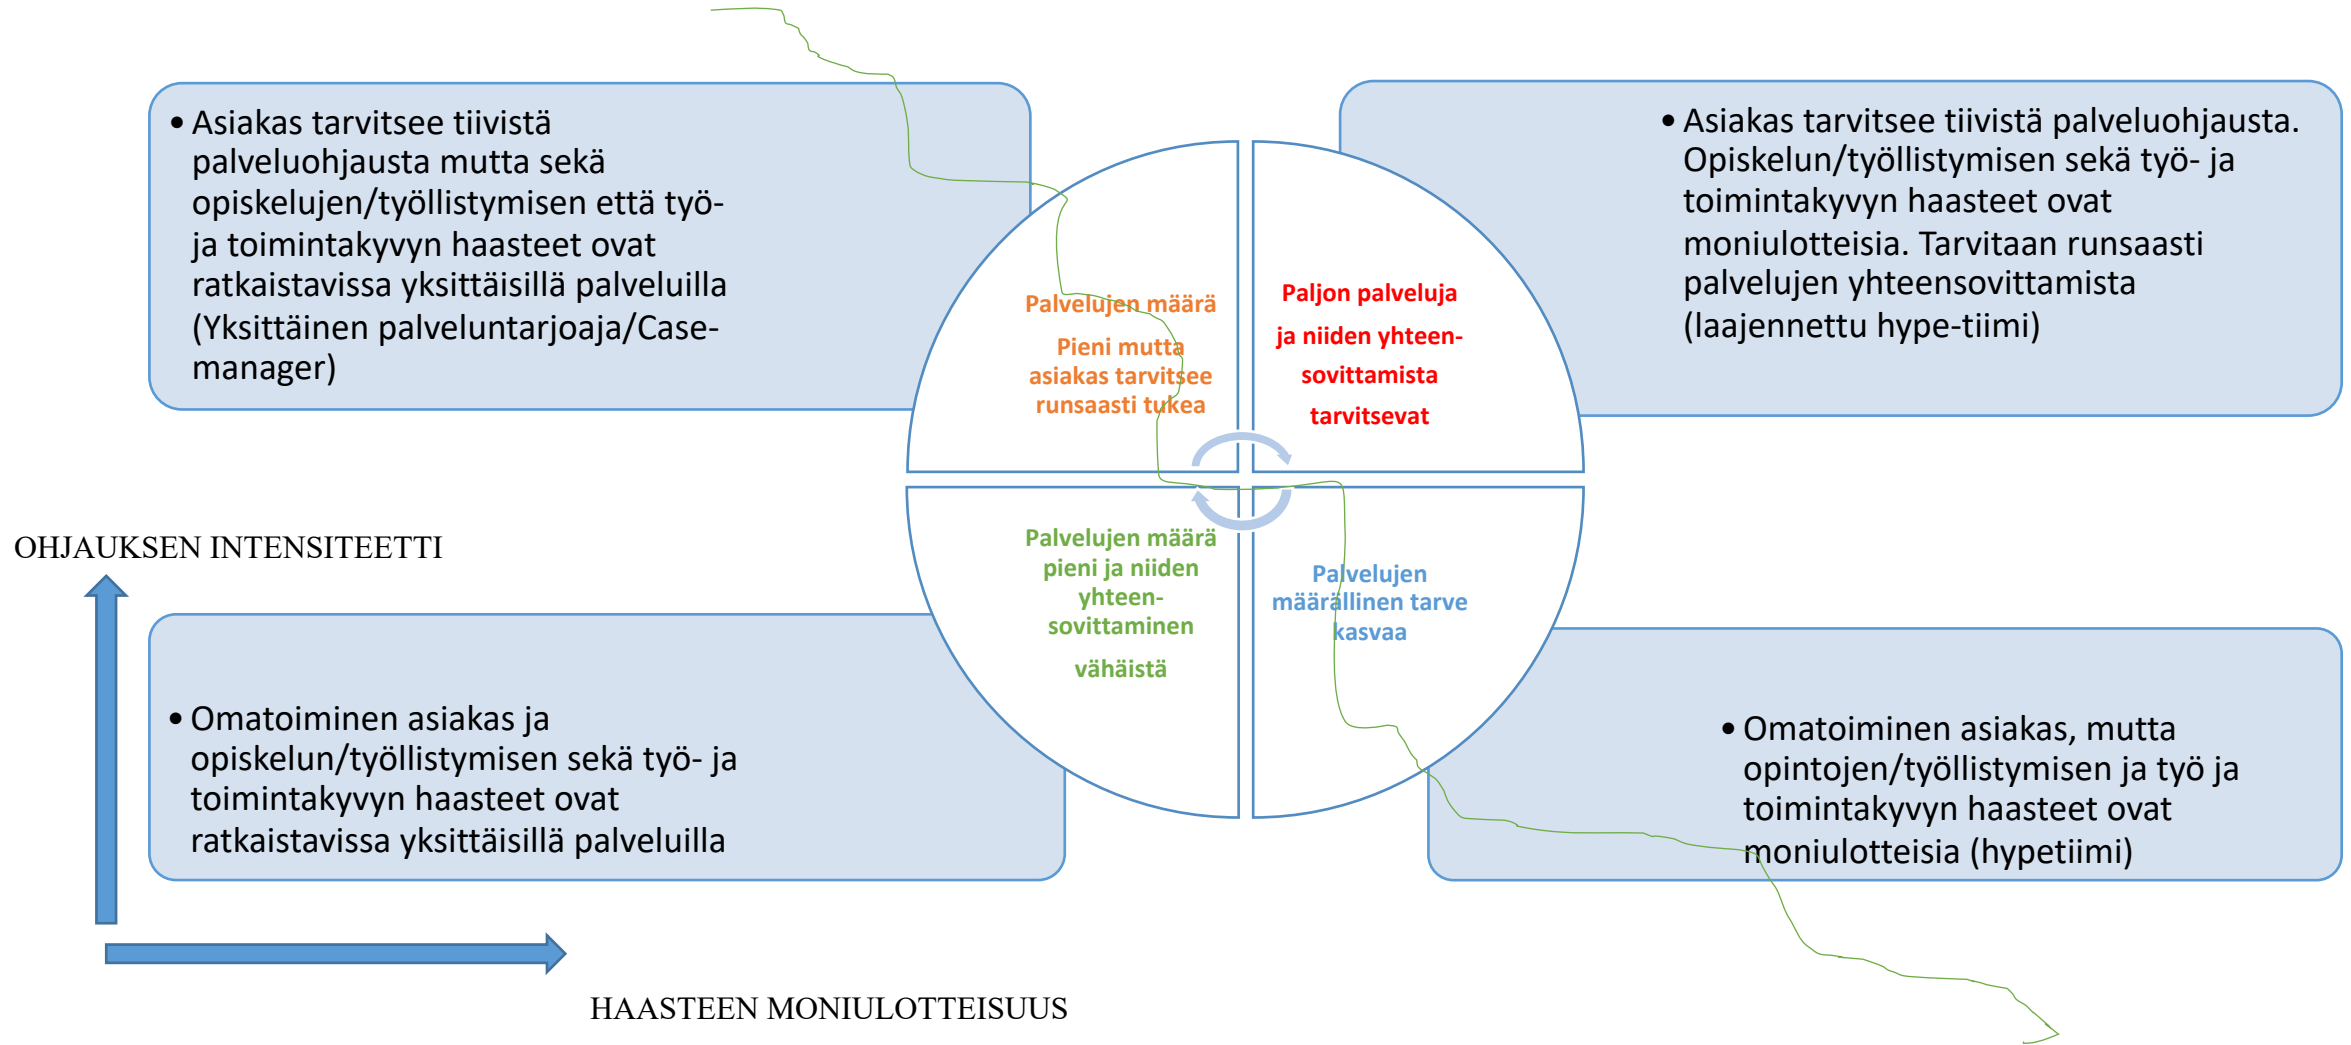 • Asiakas tarvitsee tiivistä
palveluohjausta mutta sekä
opiskelujen/työllistymisen että työ-
ja toimintakyvyn haasteet ovat
ratkaistavissa yksittäisillä palveluilla
(Yksittäinen palveluntarjoaja/Case-
manager)
• Asiakas tarvitsee tiivistä palveluohjausta.
Opiskelun/työllistymisen sekä työ- ja
toimintakyvyn haasteet ovat
moniulotteisia. Tarvitaan runsaasti
palvelujen yhteensovittamista
(laajennettu hype-tiimi)
Palvelujen määrä
Pieni mutta
asiakas tarvitsee
runsaasti tukea
Paljon palveluja
ja niiden yhteen-
sovittamista
tarvitsevat
Palvelujen määrä
pieni ja niiden
yhteen-
sovittaminen
vähäistä
Palvelujen
määrällinen tarve
kasvaa
OHJAUKSEN INTENSITEETTI
• Omatoiminen asiakas ja
opiskelun/työllistymisen sekä työ- ja
toimintakyvyn haasteet ovat
ratkaistavissa yksittäisillä palveluilla
• Omatoiminen asiakas, mutta
opintojen/työllistymisen ja työ ja
toimintakyvyn haasteet ovat
moniulotteisia (hypetiimi)
HAASTEEN MONIULOTTEISUUS